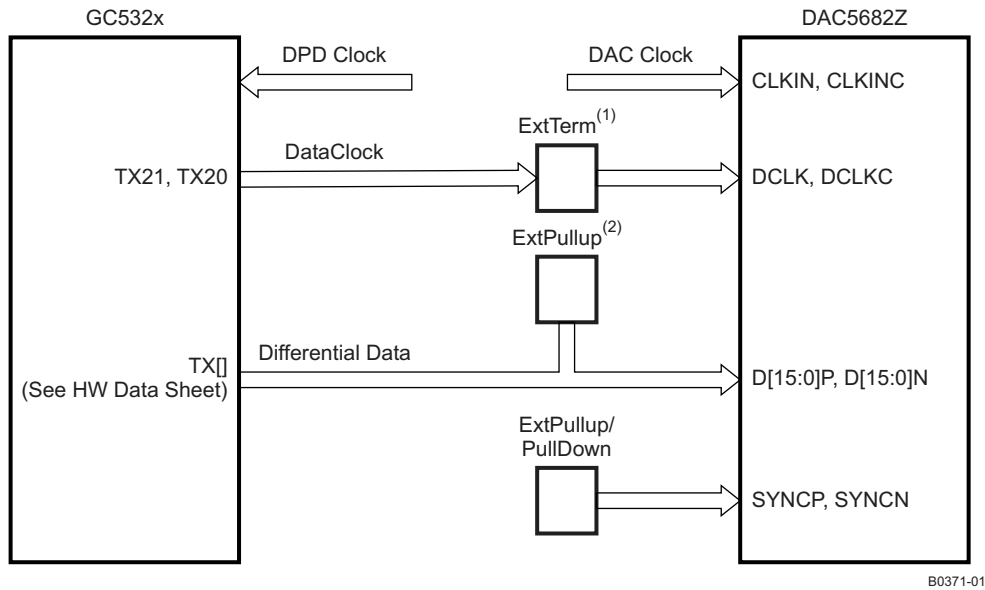 GC532x
DAC5682Z
DPD Clock
DAC Clock
CLKIN, CLKINC
ExtTerm(1)
DataClock
TX21, TX20
DCLK, DCLKC
ExtPullup(2)
Differential Data
TX[]
(See HW Data Sheet)
D[15:0]P, D[15:0]N
ExtPullup/
PullDown
SYNCP, SYNCN
B0371-01